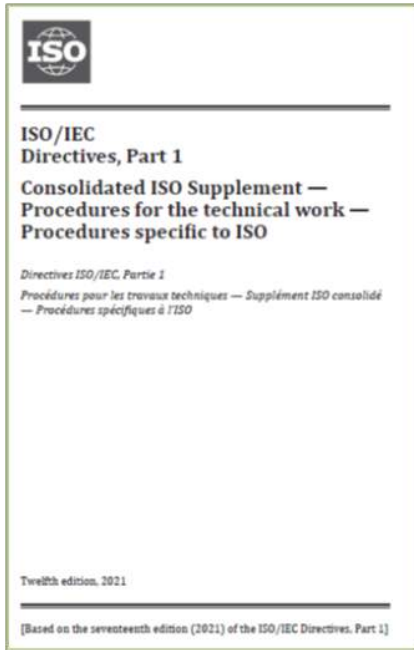 ISO
ISO/IEC
Directives, Part 1
Consolidated ISO Supplement —
Procedures for the technical work —
Procedures specific to ISO
Directives ISO/IEC, Partie 1
Procédures pour les travaux techniques — Supplément ISO consolidé
— Procédures spécifiques à l'ISO
Twelfth edition, 2021
[Based on the seventeenth edition (2021) of the ISO/IEC Directives, Part 1]